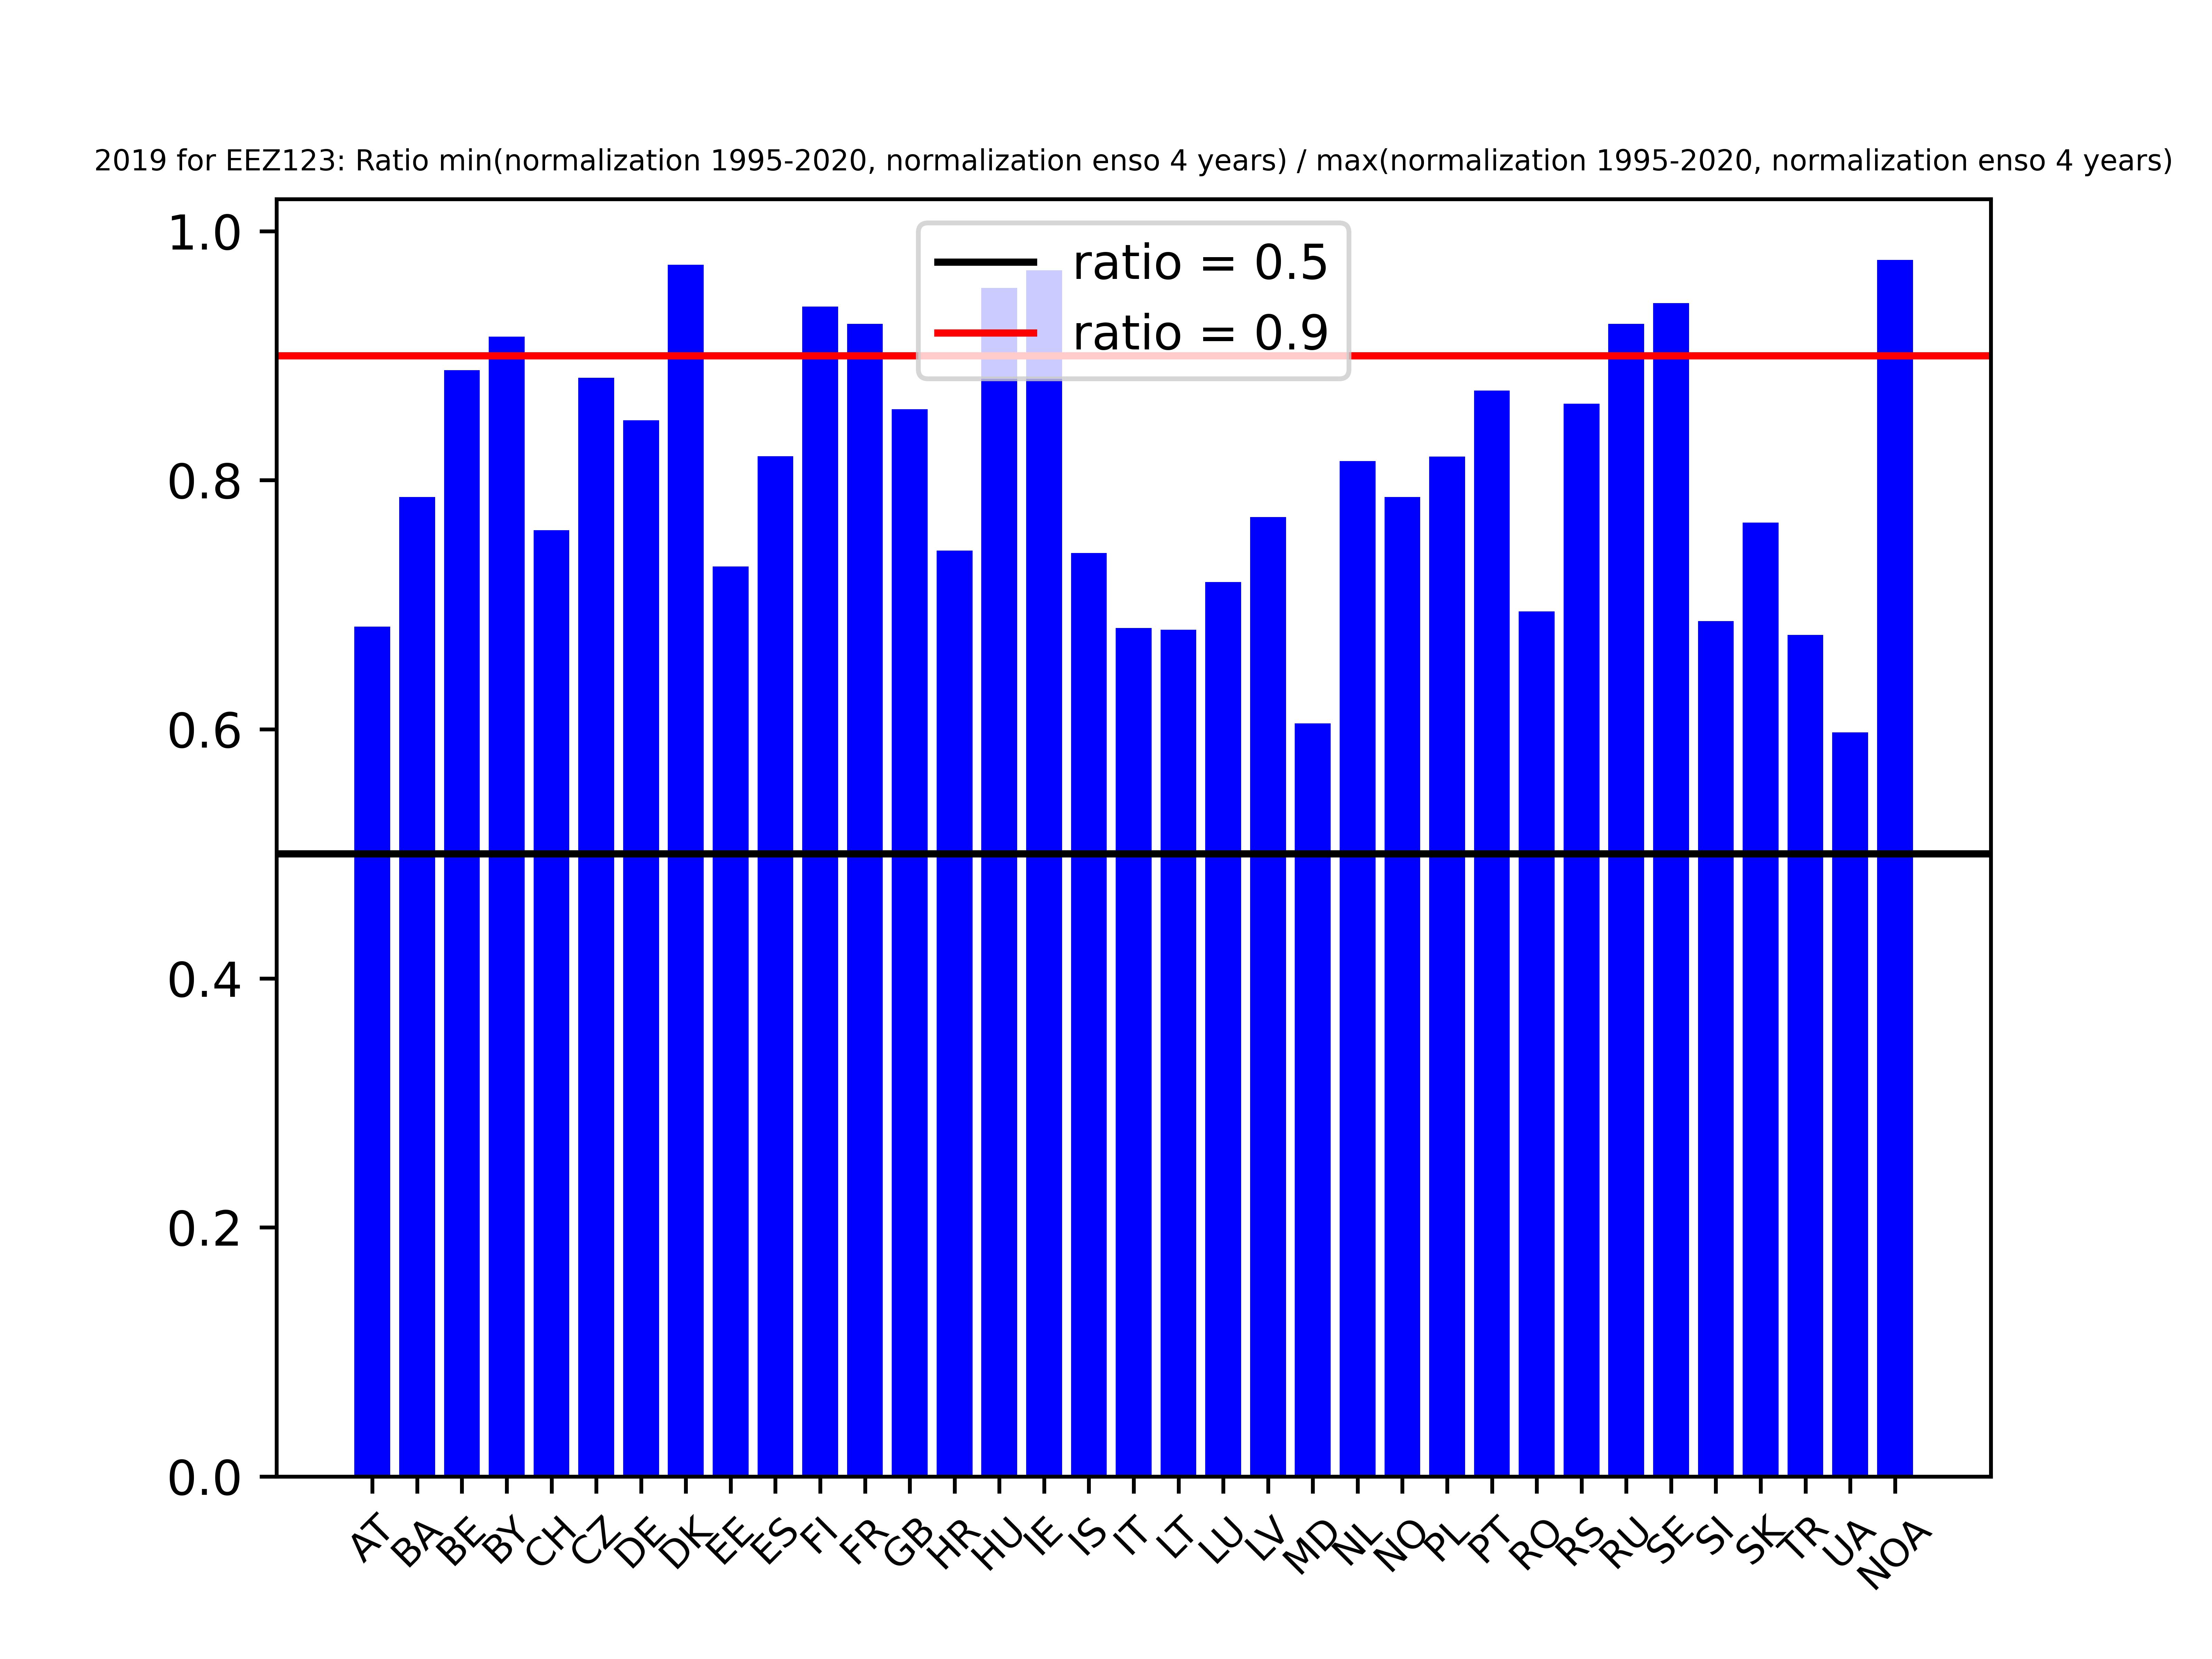 2019 for EEZ123: Ratio min(normalization 1995-2020, normalization enso 4 years) / max(normalization 1995-2020, normalization enso 4 years)
ratio = 0.5
ratio = 0.9
1.0
0.8
0.6
0.4
0.2
0.0
AT BA BE BY CH CZ DE DK EE ES FI FR GB HR HU IE IS IT LT LU LV MD NL NO PL PT RO RS RU SE SI SK TR UA NOA